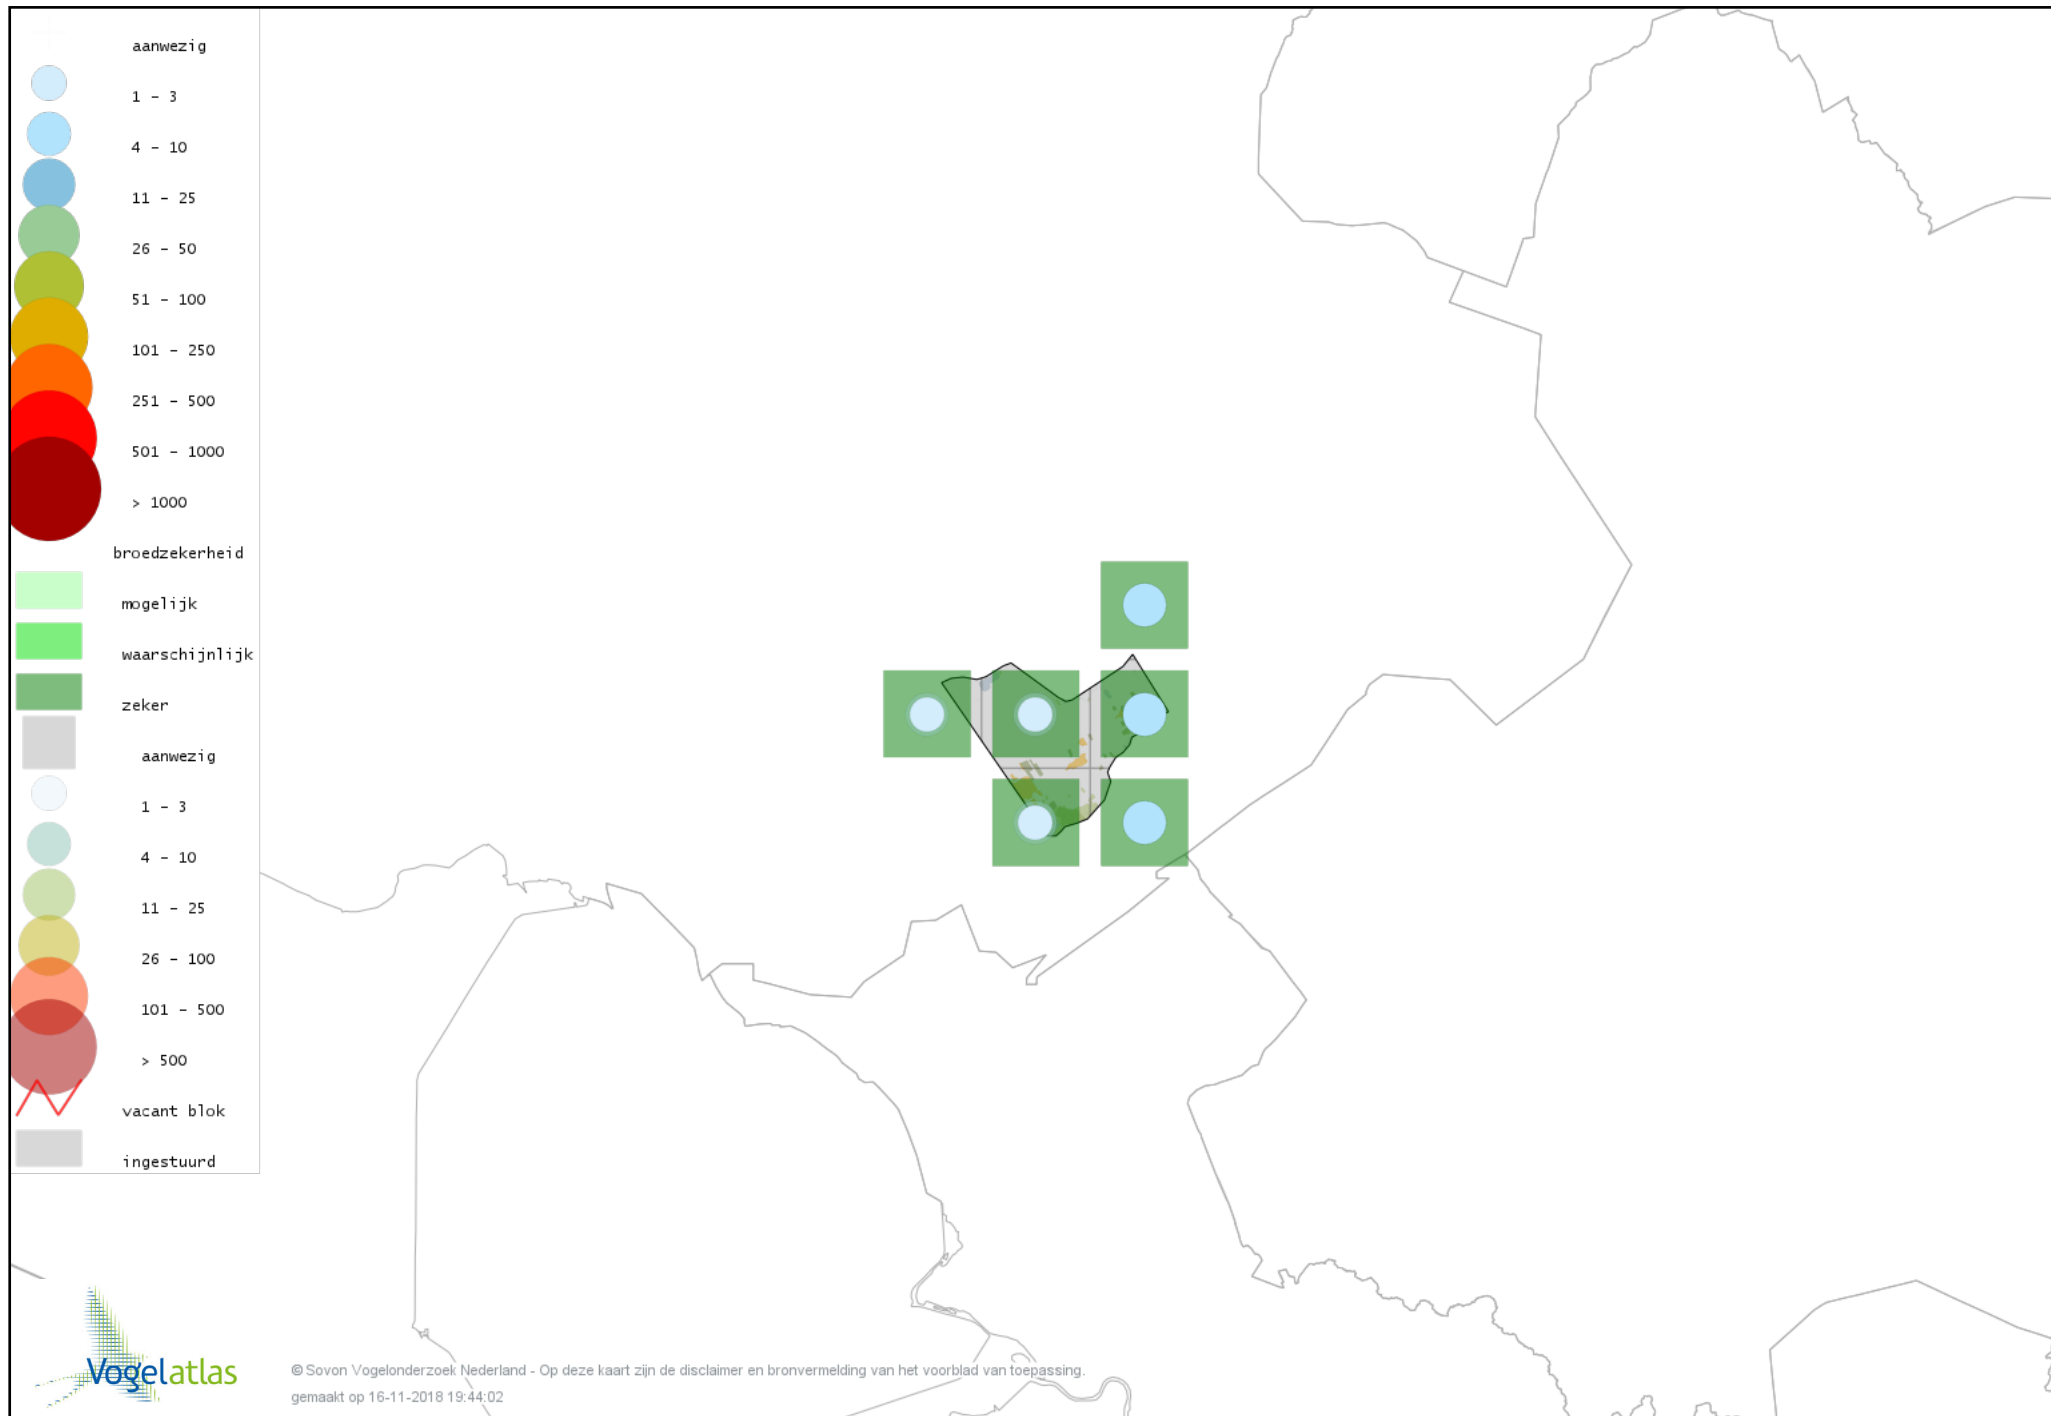 aanwezig
1 - 3
4 - 10
11 - 25
26 - 50
51 - 100
101 - 250
251 - 500
501 - 1000
> 1000
broedzekerheid
mogelijk
waarschijnlijk
zeker
aanwezig
1 - 3
4 - 10
11 - 25
26 - 100
101 - 500
> 500
vacant blok
ingestuurd
Vogelatlas
© Sovon Vogelonderzoek Nederland - Op deze kaart zijn de disclaimer en bronvermelding van het voorblad van toepassing.
gemaakt op 16-11-2018 19:44:02